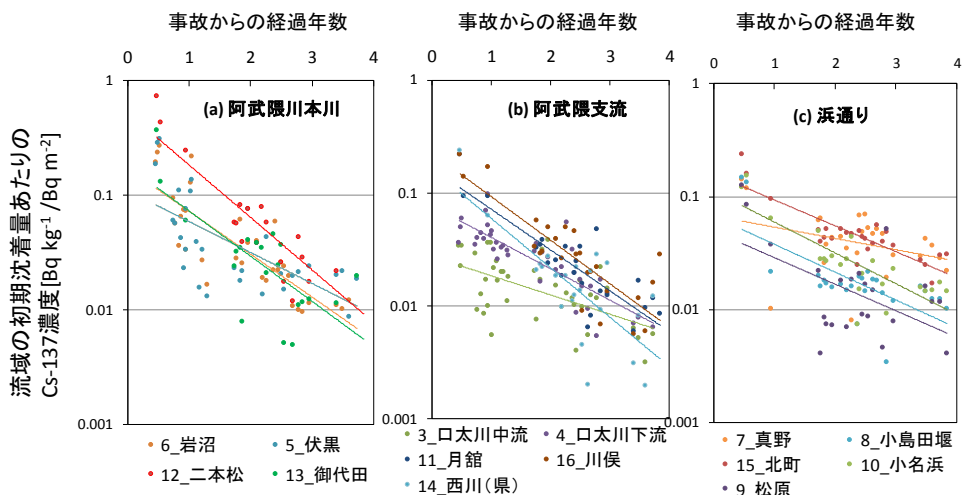 事故からの経過年数
事故からの経過年数
事故からの経過年数
0 1 2 3 4
0 1 2 3 4
0 1 2 3 4
流域の初期沈着量あたりの
Cs-137濃度[Bq kg-1 /Bq m-2]
1
0.1
0.01
0.001
(a) 阿武隈川本川
6_岩沼 5_伏黒
12_二本松 13_御代田
1
0.1
0.01
0.001
(b) 阿武隈支流
3_口太川中流 4_口太川下流
11_月舘 16_川俣
14_西川(県)
1
0.1
0.01
0.001
(c) 浜通り
7_真野 8_小島田堰
15_北町 10_小名浜
9_松原